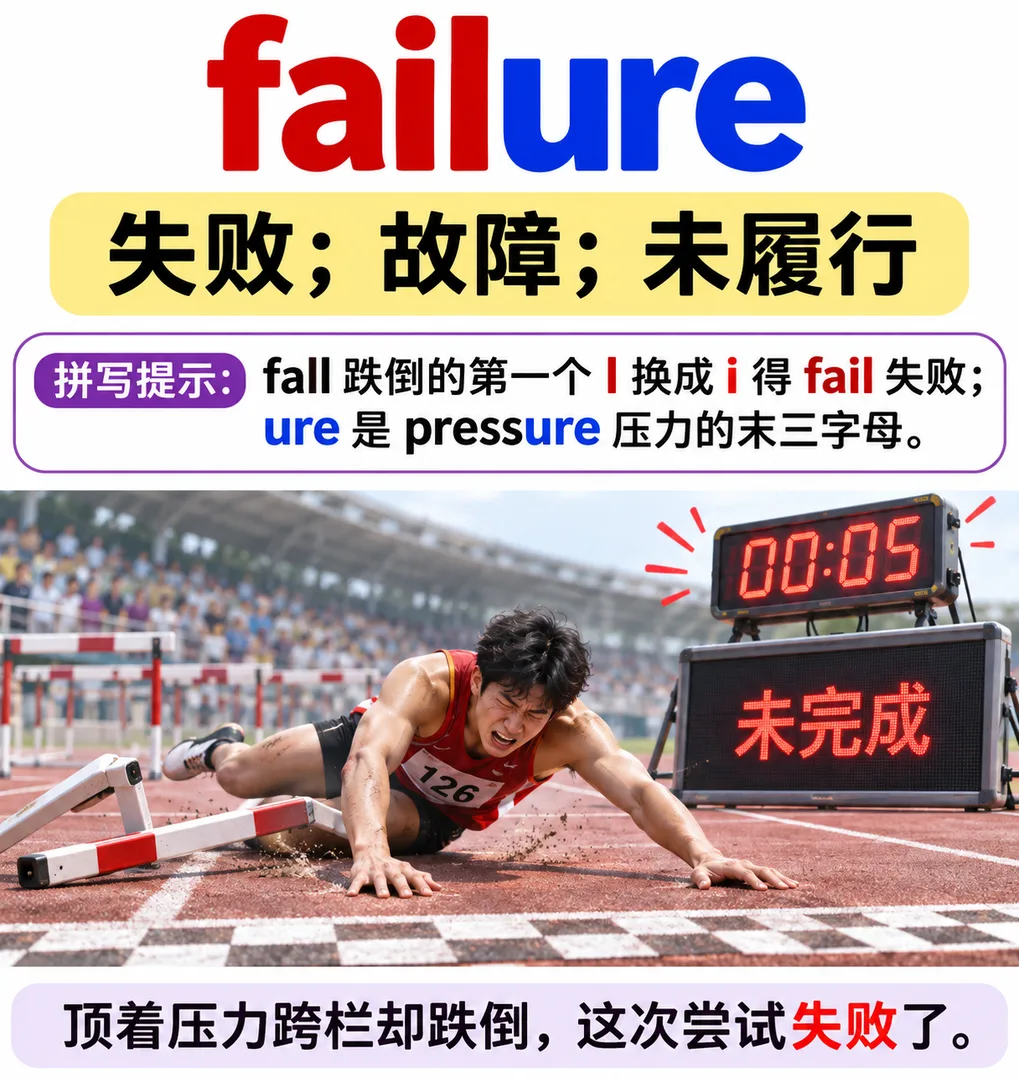 failure
失败；故障；未履行
拼写提示： fall 跌倒的第一个 l 换成 i 得 fail 失败；
ure 是 pressure 压力的末三字母。
00:05
未完成
126
顶着压力跨栏却跌倒，这次尝试失败了。